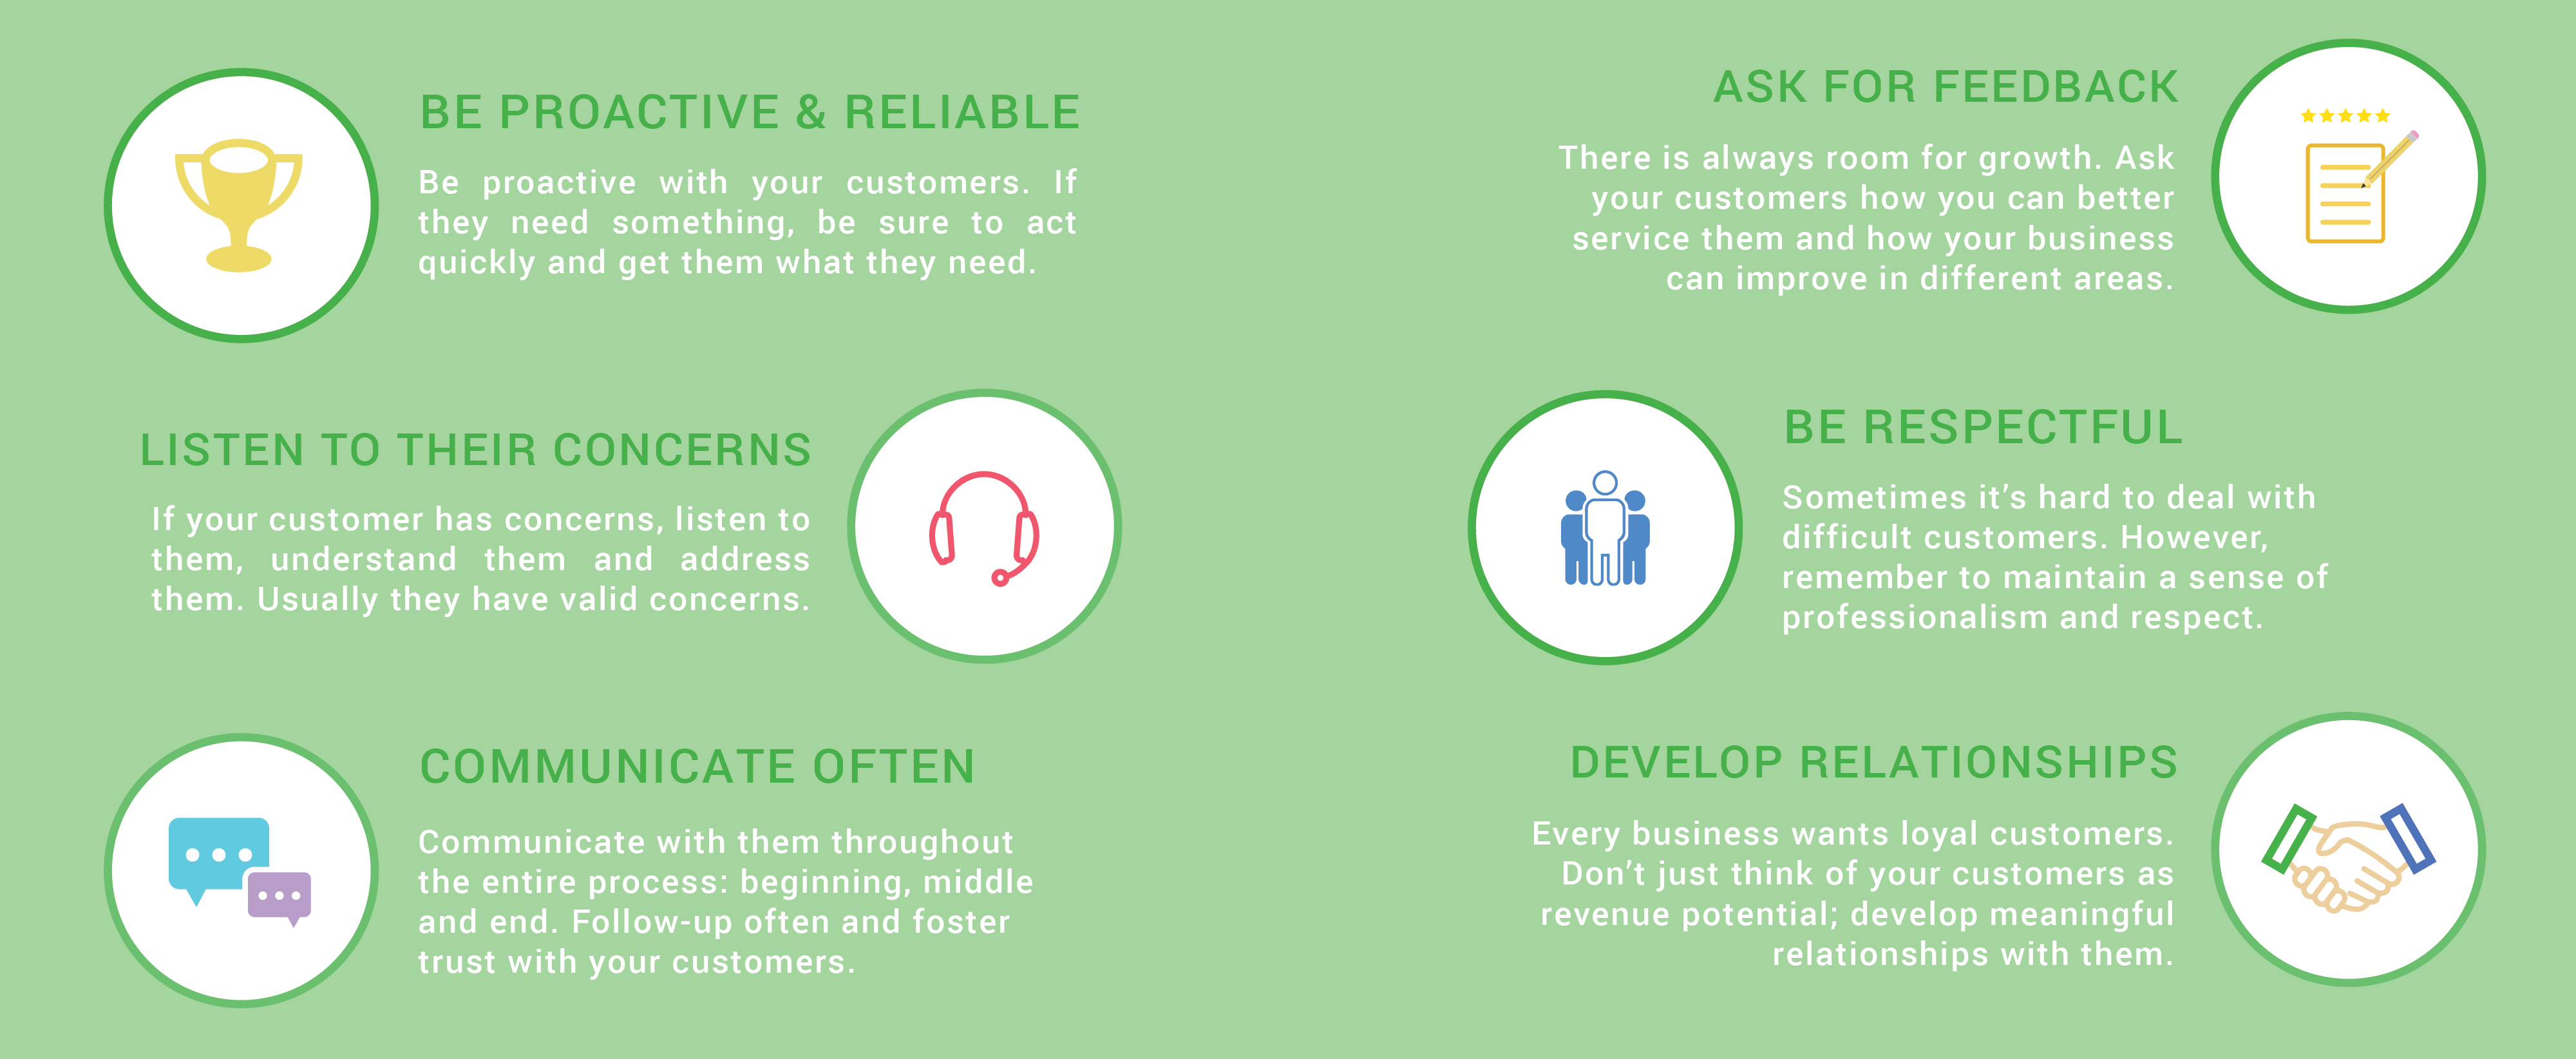 BE PROACTIVE & RELIABLE
Be proactive with your customers. If
they need something, be sure to act
quickly and get them what they need.
LISTEN TO THEIR CONCERNS
If your customer has concerns, listen to
them, understand them and address
them. Usually they have valid concerns.
COMMUNICATE OFTEN
Communicate with them throughout
the entire process: beginning, middle
and end. Follow-up often and foster
trust with your customers.
ASK FOR FEEDBACK
There is always room for growth. Ask
your customers how you can better
service them and how your business
can improve in different areas.
BE RESPECTFUL
Sometimes it’s hard to deal with
difficult customers. However,
remember to maintain a sense of
professionalism and respect.
DEVELOP RELATIONSHIPS
Every business wants loyal customers.
Don’t just think of your customers as
revenue potential; develop meaningful
relationships with them.